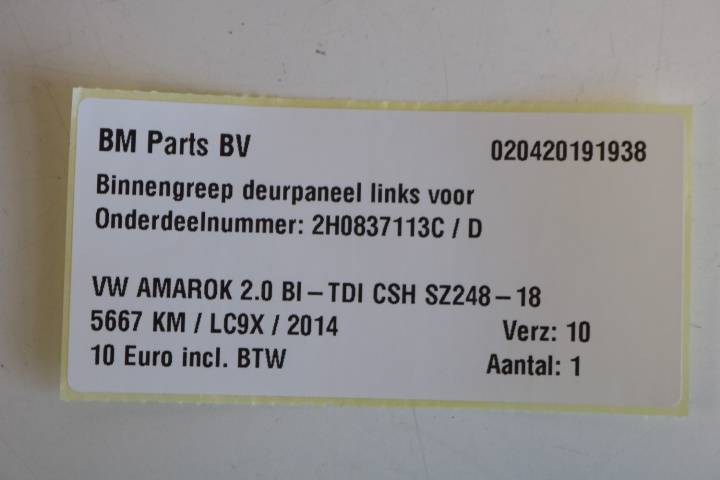 BM Parts BV 020420191938
Binnengreep deurpaneel links voor
Onderdeelnummer: 2H0837113C / D
VW AMAROK 2.0 BI – TDI CSH SZ248 – 18
5667 KM / LC9X / 2014 Verz: 10
10 Euro incl. BTW Aantal: 1